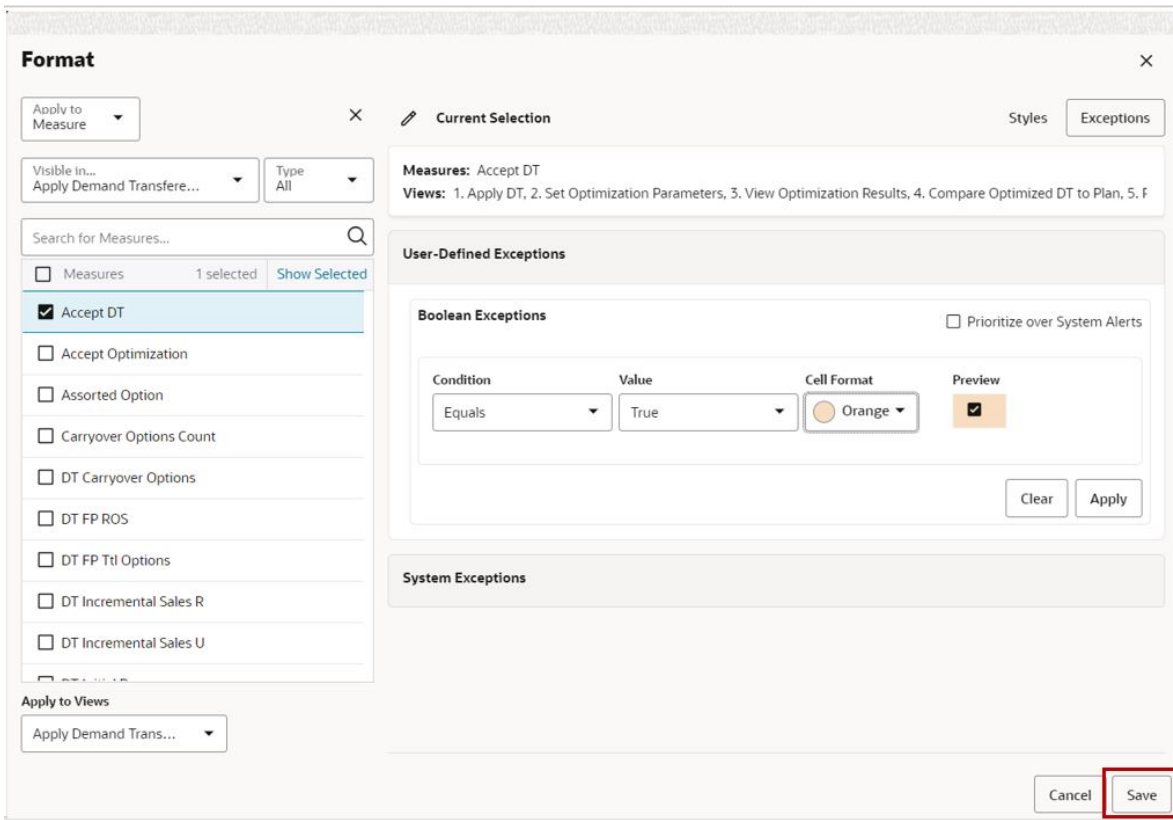 Format
Apply to
Measure
Visible in...
Apply Demand Transfere...
Type
All
Search for Measures...
Measures 1 selected Show Selected
Accept DT
Accept Optimization
Assorted Option
Carryover Options Count
DT Carryover Options
DT FP ROS
DT FP Ttl Options
DT Incremental Sales R
DT Incremental Sales U
Apply to Views
Apply Demand Trans...
Current Selection
Styles
Exceptions
Measures: Accept DT
Views: 1. Apply DT, 2. Set Optimization Parameters, 3. View Optimization Results, 4. Compare Optimized DT to Plan, 5.
User-Defined Exceptions
Boolean Exceptions
Prioritize over System Alerts
Condition Value Cell Format Preview
Equals True Orange
Clear Apply
System Exceptions
Cancel Save